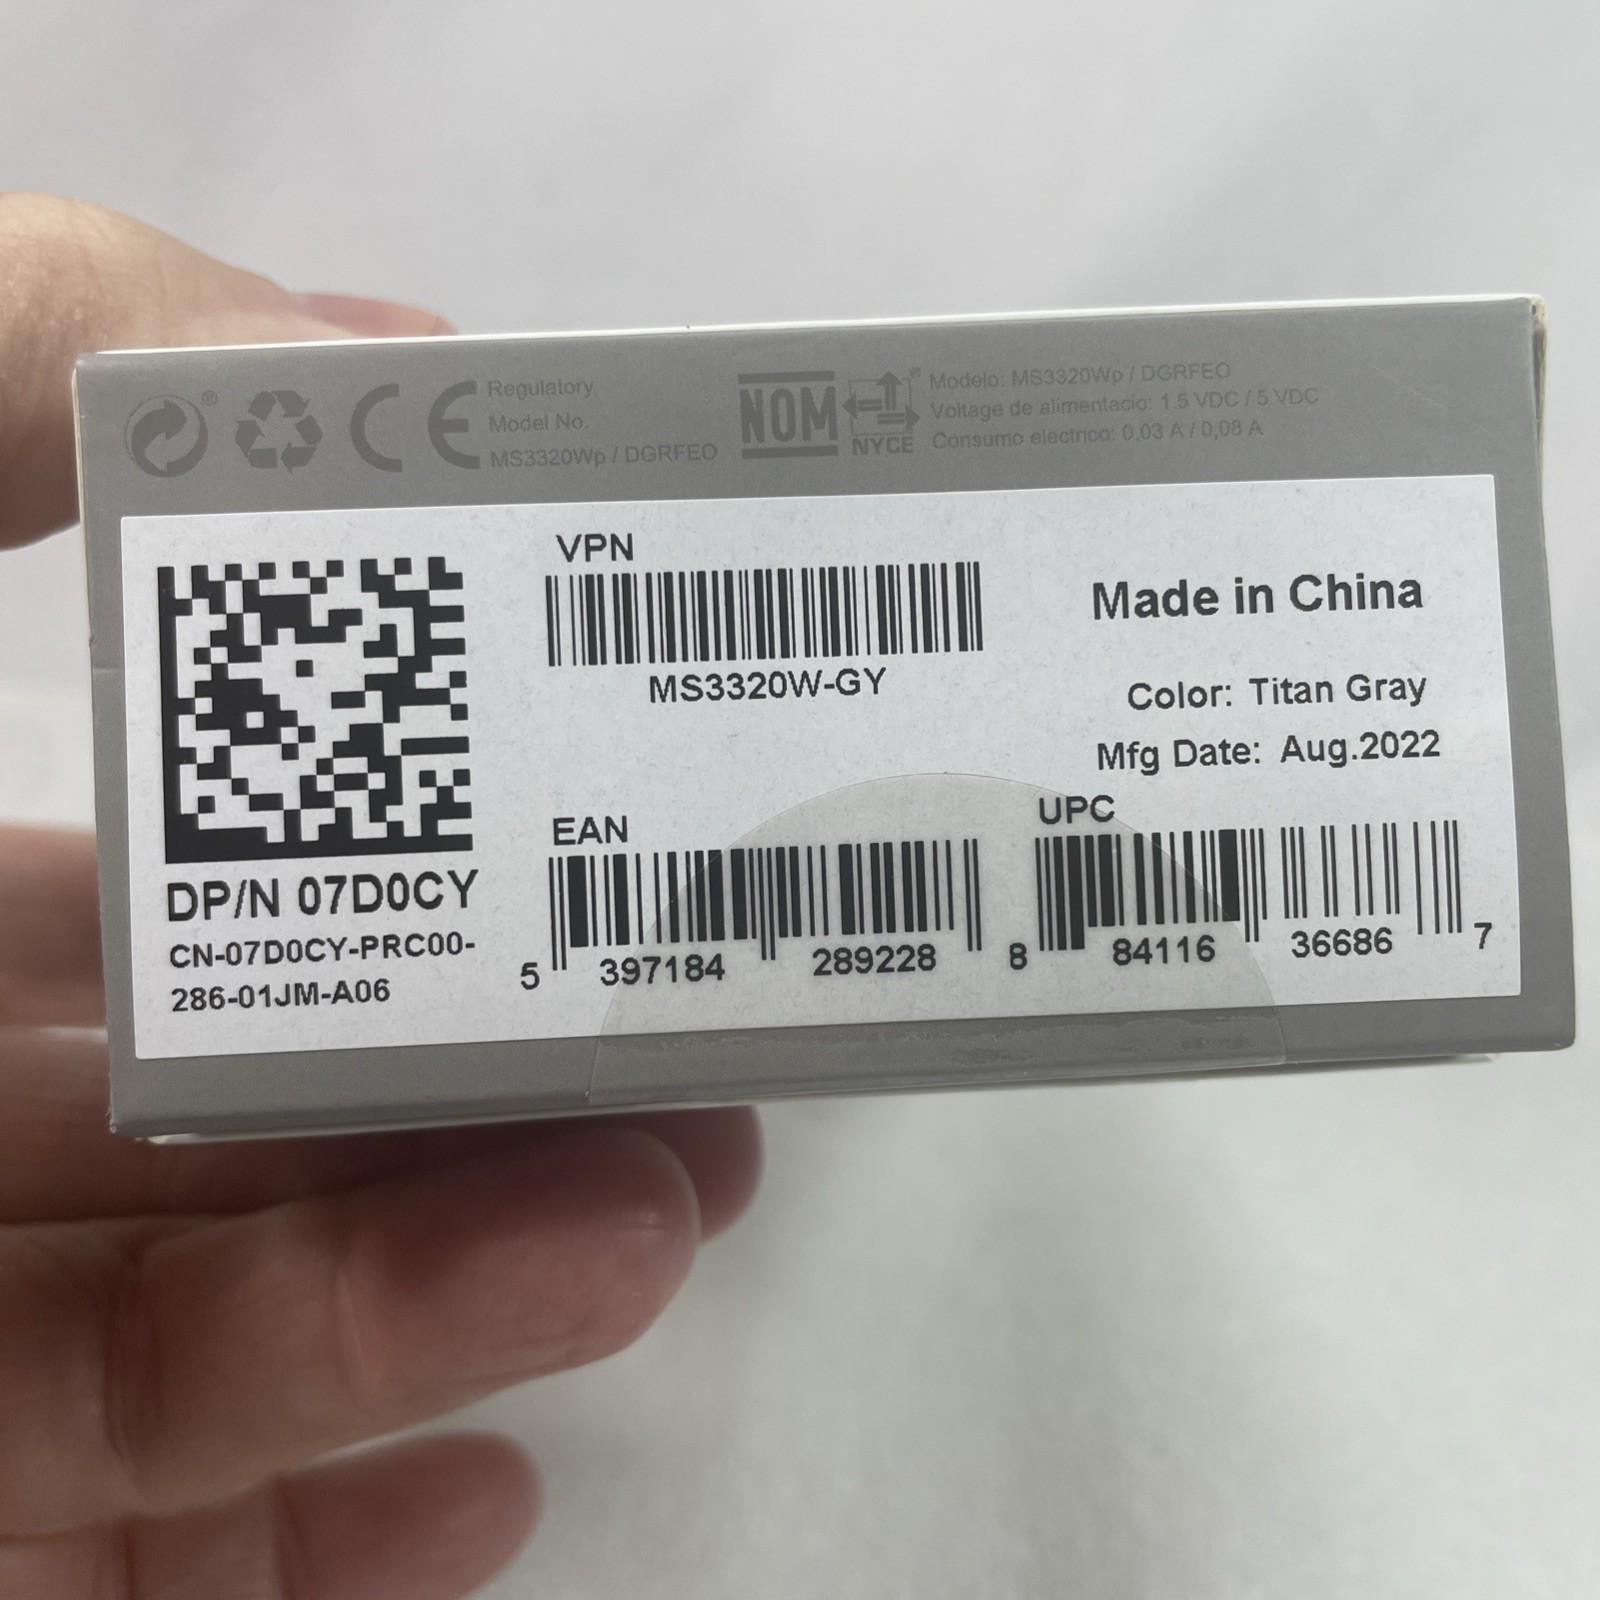 Regulatory
Model No.
MS3320Wp / DGRFEO
NOM
NYCE
Modelo: MS3320Wp / DGRFEO
Voltage de alimentacio: 1.5 VDC / 5 VDC
Consumo electrico: 0.03 A / 0,08 A
VPN
MS3320W-GY
Made in China
Color: Titan Gray
Mfg Date: Aug.2022
DP/N 07D0CY
CN-07D0CY-PRC00-
286-01JM-A06
EAN
5 397184 289228
UPC
8 84116 36686 7